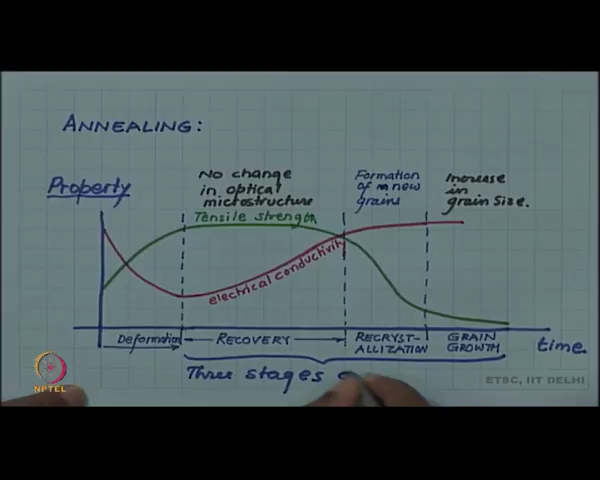 ANNEALING:
Property
No change
in optical
microstructure
Tensile strength
Formation
of new
grains
Increase
in
grain size.
electrical conductivity
Deformation
RECOVERY
RECRYST-
ALLIZATION
GRAIN
GROWTH
time.
Three stages o
NPTEL
ETSC, IIT DELHI